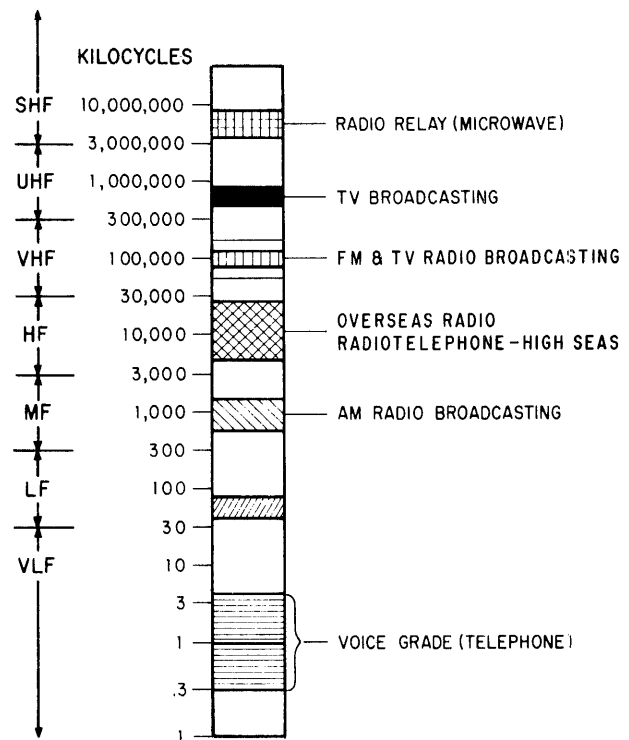 KILOCYCLES
SHF
10,000,000
RADIO RELAY (MICROWAVE)
3,000,000
UHF
1,000,000
TV BROADCASTING
300,000
VHF
100,000
FM & TV RADIO BROADCASTING
30,000
HF
10,000
OVERSEAS RADIO
RADIOTELEPHONE-HIGH SEAS
3,000
MF
1,000
AM RADIO BROADCASTING
300
LF
100
30
VLF
10
3
1
VOICE GRADE (TELEPHONE)
.3
1